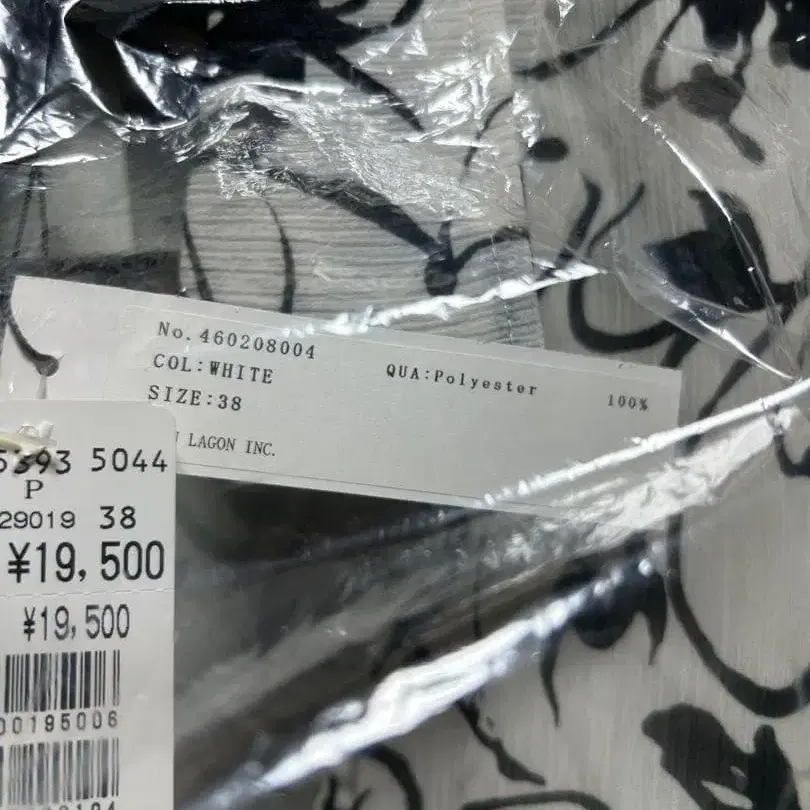 No.460208004
COL:WHITE
QUA:Polyester 100%
SIZE:38
LAGON INC.
5393 5044
P
29019 38
¥19,500
¥19,500
00195006